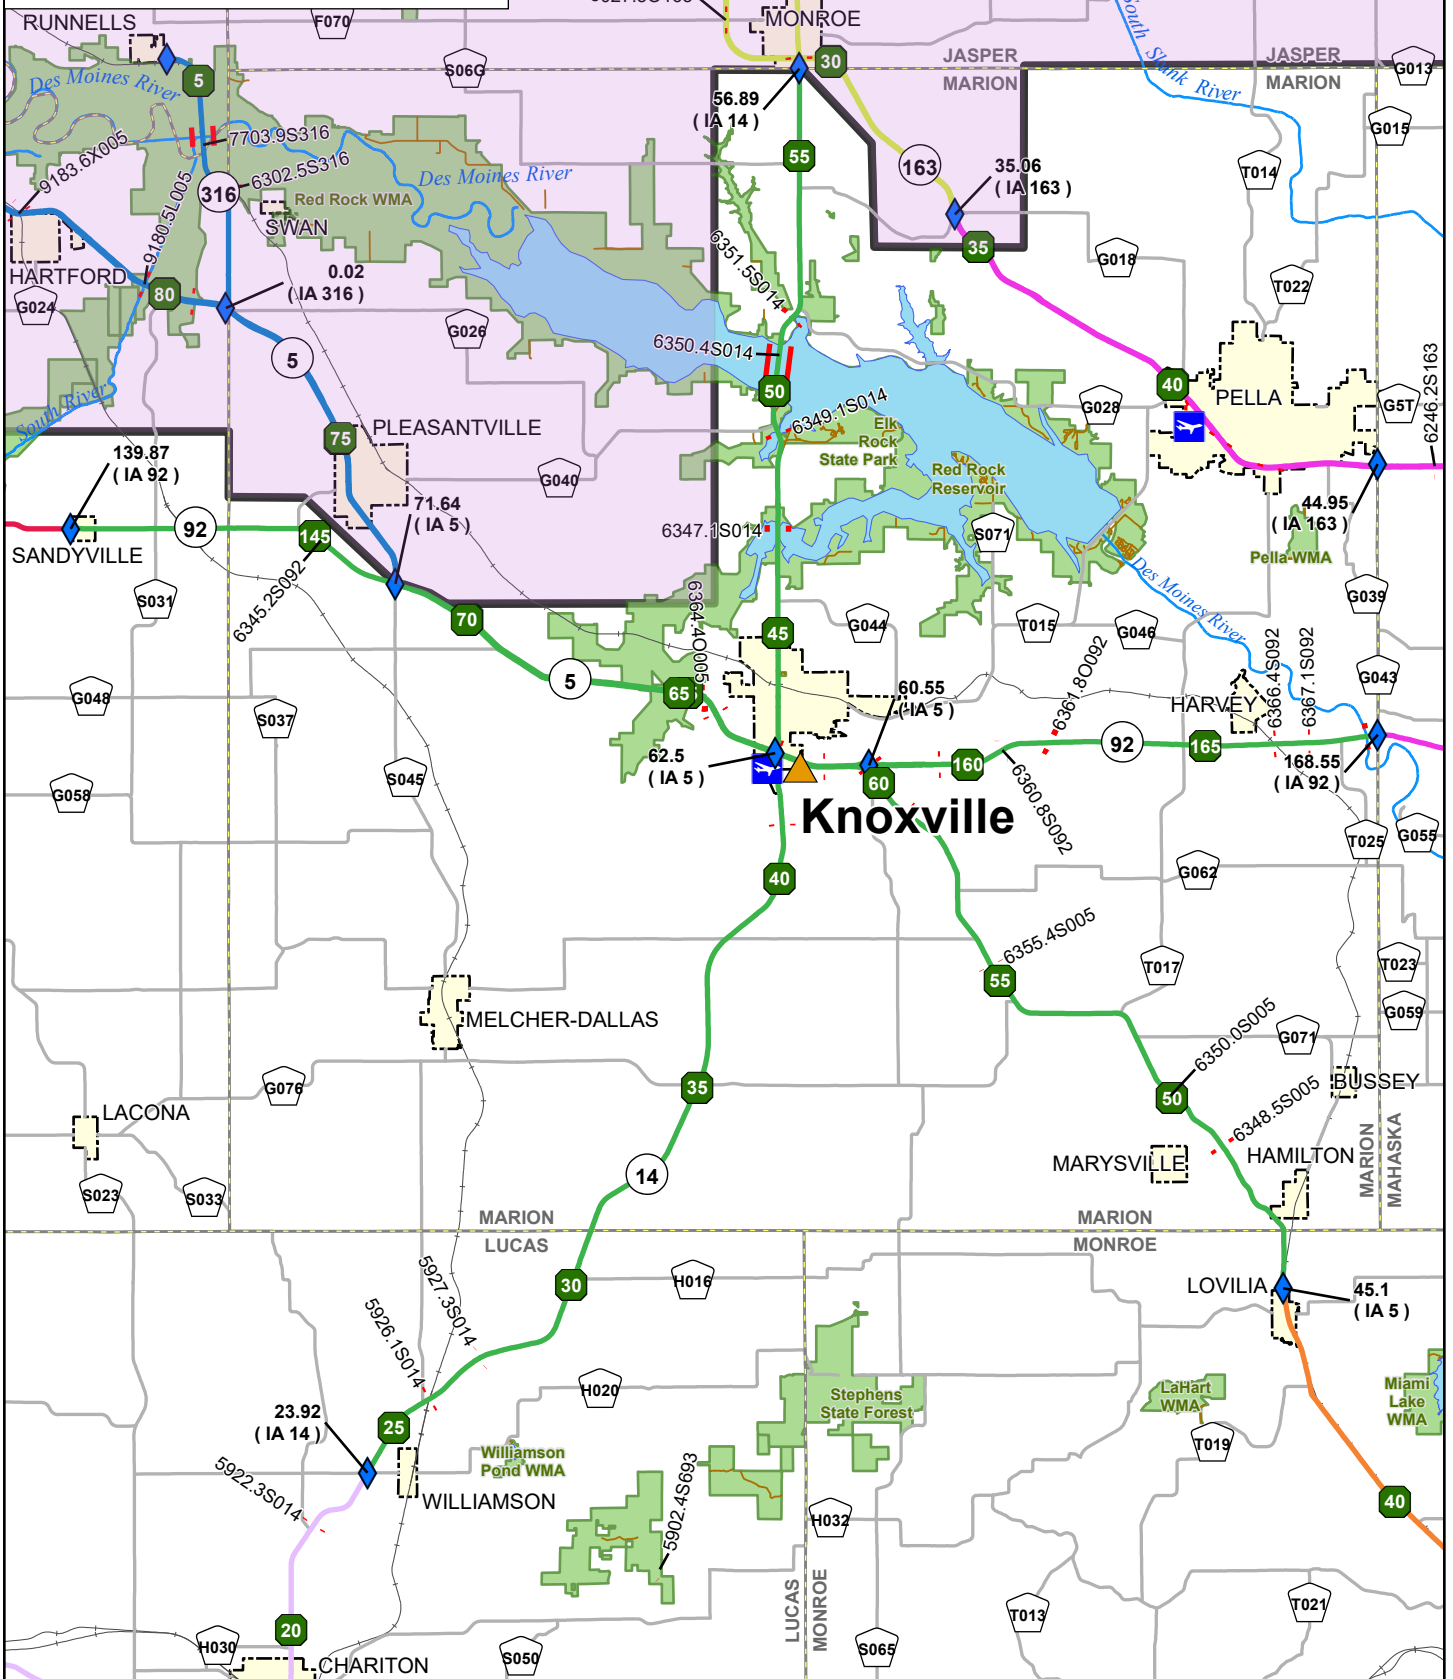 RUNNELLS
F070
MONROE
S06G
JASPER
MARION
JASPER
MARION
G013
South Skunk River
Des Moines River
5
30
56.89
( IA 14 )
7703.9S316
9183.6X005
6302.5S316
316
Red Rock WMA
SWAN
Des Moines River
55
163
35.06
( IA 163 )
G015
T014
9180.5L005
HARTFORD
G024
80
0.02
( IA 316 )
6351.5S014
35
G018
T022
G026
5
6350.4S014
50
40
PELLA
G028
G5T
6246.2S163
South River
75
PLEASANTVILLE
6349.1S014
Elk
Rock
State Park
139.87
( IA 92 )
G040
Red Rock
Reservoir
71.64
( IA 5 )
44.95
( IA 163 )
SANDYVILLE
92
145
6347.1S014
S071
Pella WMA
Des Moines River
S031
6345.2S092
70
6364.4O005
45
G044
T015
G046
G039
G048
S037
5
65
60.55
( IA 5 )
6361.8O092
HARVEY
6366.4S092
6367.1S092
G043
62.5
( IA 5 )
92
165
160
60
168.55
( IA 92 )
G058
S045
Knoxville
6360.8S092
T025
G055
40
G062
6355.4S005
55
T017
T023
G059
MELCHER-DALLAS
6350.0S005
G071
G076
35
50
BUSSEY
LACONA
6348.5S005
MARYSVILLE
HAMILTON
MARION
MAHASKA
S023
S033
14
MARION
LUCAS
MARION
MONROE
30
H016
5927.3S014
5926.1S014
LOVILIA
45.1
( IA 5 )
H020
Stephens
State Forest
LaHart
WMA
Miami
Lake
WMA
23.92
( IA 14 )
25
Williamson
Pond WMA
T019
5922.3S014
WILLIAMSON
5902.4S693
H032
40
LUCAS
MONROE
T013
T021
20
H030
CHARITON
S050
S065